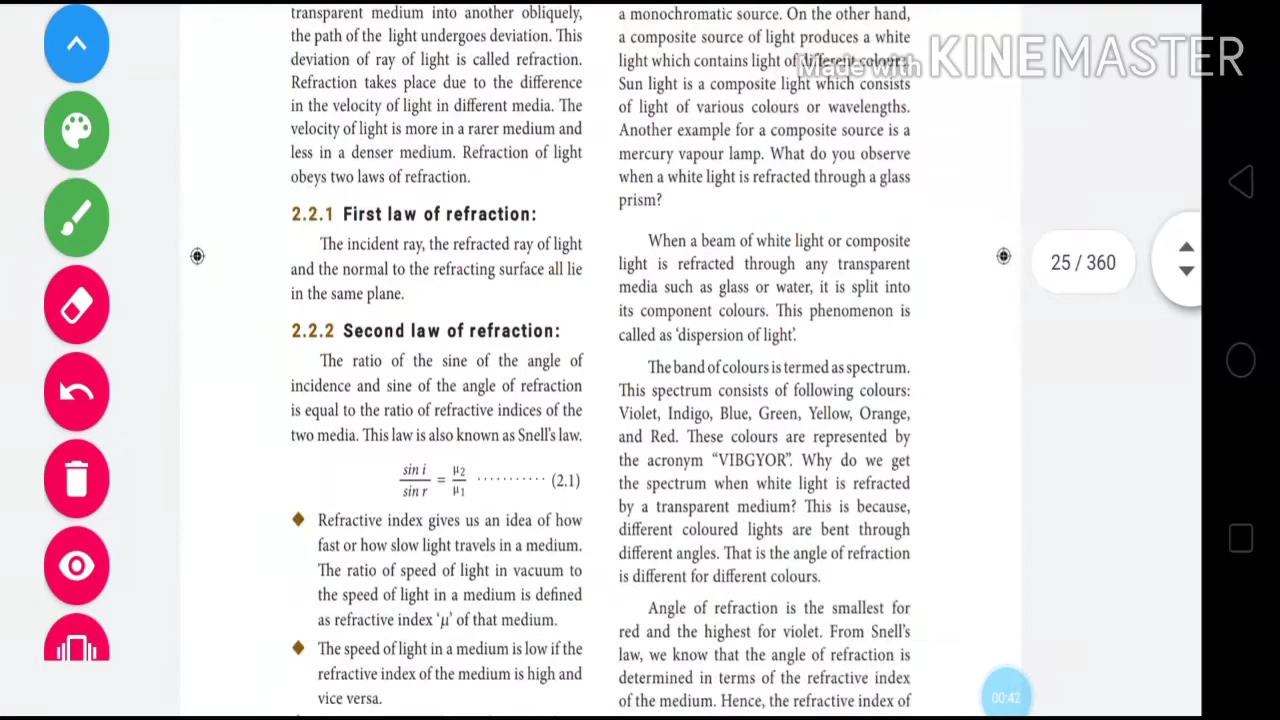 transparent medium into another obliquely,
the path of the light undergoes deviation. This
deviation of ray of light is called refraction.
Refraction takes place due to the difference
in the velocity of light in different media. The
velocity of light is more in a rarer medium and
less in a denser medium. Refraction of light
obeys two laws of refraction.
2.2.1 First law of refraction:
The incident ray, the refracted ray of light
and the normal to the refracting surface all lie
in the same plane.
2.2.2 Second law of refraction:
The ratio of the sine of the angle of
incidence and sine of the angle of refraction
is equal to the ratio of refractive indices of the
two media. This law is also known as Snell's law.
sin i / sin r = μ2 / μ1 ··········· (2.1)
Refractive index gives us an idea of how
fast or how slow light travels in a medium.
The ratio of speed of light in vacuum to
the speed of light in a medium is defined
as refractive index 'μ' of that medium.
The speed of light in a medium is low if the
refractive index of the medium is high and
vice versa.
a monochromatic source. On the other hand,
a composite source of light produces a white
light which contains light of different colours.
Sun light is a composite light which consists
of light of various colours or wavelengths.
Another example for a composite source is a
mercury vapour lamp. What do you observe
when a white light is refracted through a glass
prism?
When a beam of white light or composite
light is refracted through any transparent
media such as glass or water, it is split into
its component colours. This phenomenon is
called as 'dispersion of light'.
The band of colours is termed as spectrum.
This spectrum consists of following colours:
Violet, Indigo, Blue, Green, Yellow, Orange,
and Red. These colours are represented by
the acronym "VIBGYOR". Why do we get
the spectrum when white light is refracted
by a transparent medium? This is because,
different coloured lights are bent through
different angles. That is the angle of refraction
is different for different colours.
Angle of refraction is the smallest for
red and the highest for violet. From Snell's
law, we know that the angle of refraction is
determined in terms of the refractive index
of the medium. Hence, the refractive index of
Made with KINEMASTER
25 / 360
00:42